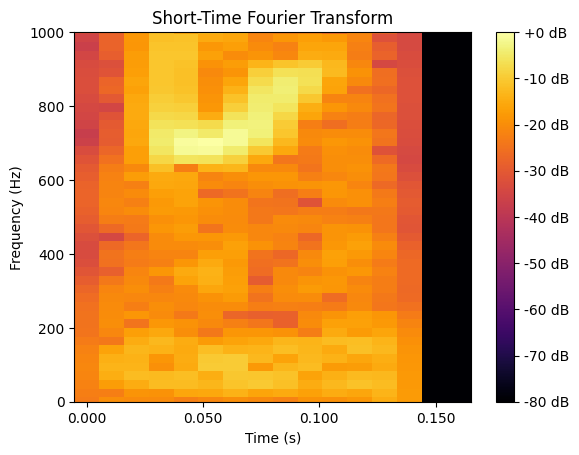 Short-Time Fourier Transform
1000
800
600
400
200
0
Frequency (Hz)
0.000
0.050
0.100
0.150
Time (s)
+0 dB
-10 dB
-20 dB
-30 dB
-40 dB
-50 dB
-60 dB
-70 dB
-80 dB